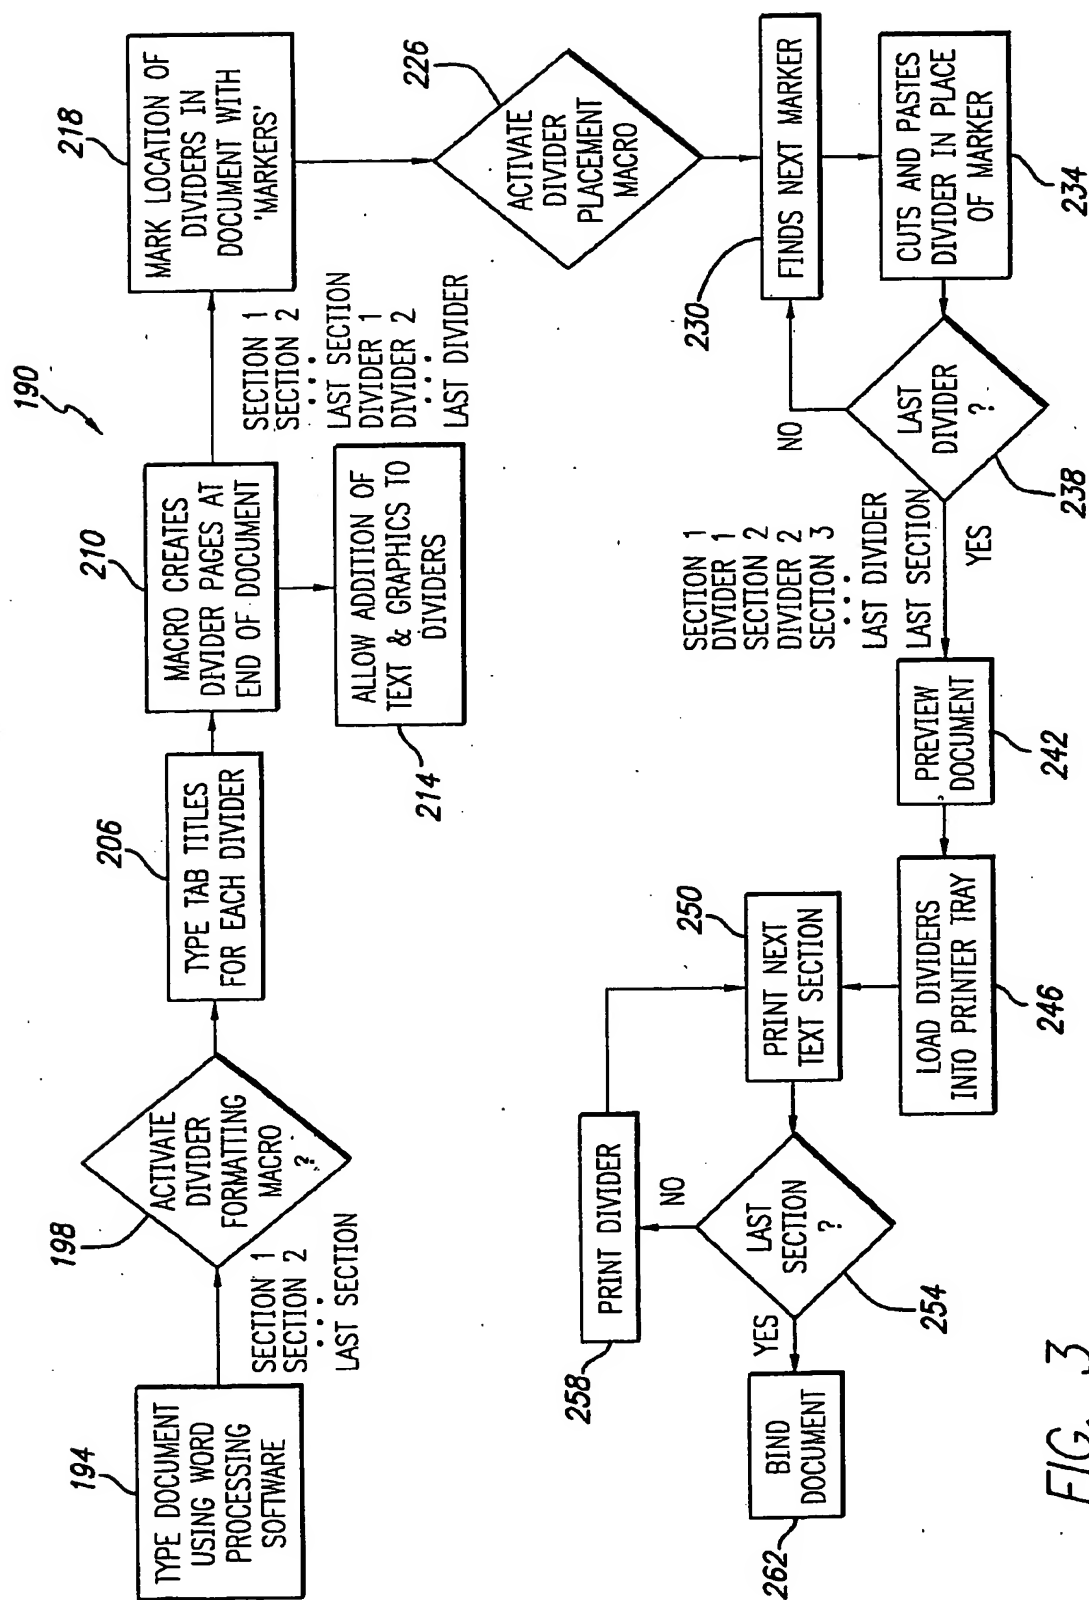 190
194
TYPE DOCUMENT
USING WORD
PROCESSING
SOFTWARE
SECTION 1
SECTION 2
...
LAST SECTION
198
ACTIVATE
DIVIDER
FORMATTING
MACRO
?
206
TYPE TAB TITLES
FOR EACH DIVIDER
210
MACRO CREATES
DIVIDER PAGES AT
END OF DOCUMENT
214
ALLOW ADDITION OF
TEXT & GRAPHICS TO
DIVIDERS
SECTION 1
SECTION 2
...
LAST SECTION
DIVIDER 1
DIVIDER 2
...
LAST DIVIDER
218
MARK LOCATION OF
DIVIDERS IN
DOCUMENT WITH
'MARKERS'
226
ACTIVATE
DIVIDER
PLACEMENT
MACRO
230
FINDS NEXT MARKER
CUTS AND PASTES
DIVIDER IN PLACE
OF MARKER
234
LAST
DIVIDER
?
238
NO
YES
SECTION 1
DIVIDER 1
SECTION 2
DIVIDER 2
SECTION 3
...
LAST DIVIDER
LAST SECTION
PREVIEW
DOCUMENT
242
LOAD DIVIDERS
INTO PRINTER TRAY
246
250
PRINT NEXT
TEXT SECTION
LAST
SECTION
?
254
NO
PRINT DIVIDER
258
YES
BIND
DOCUMENT
262
FIG. 3